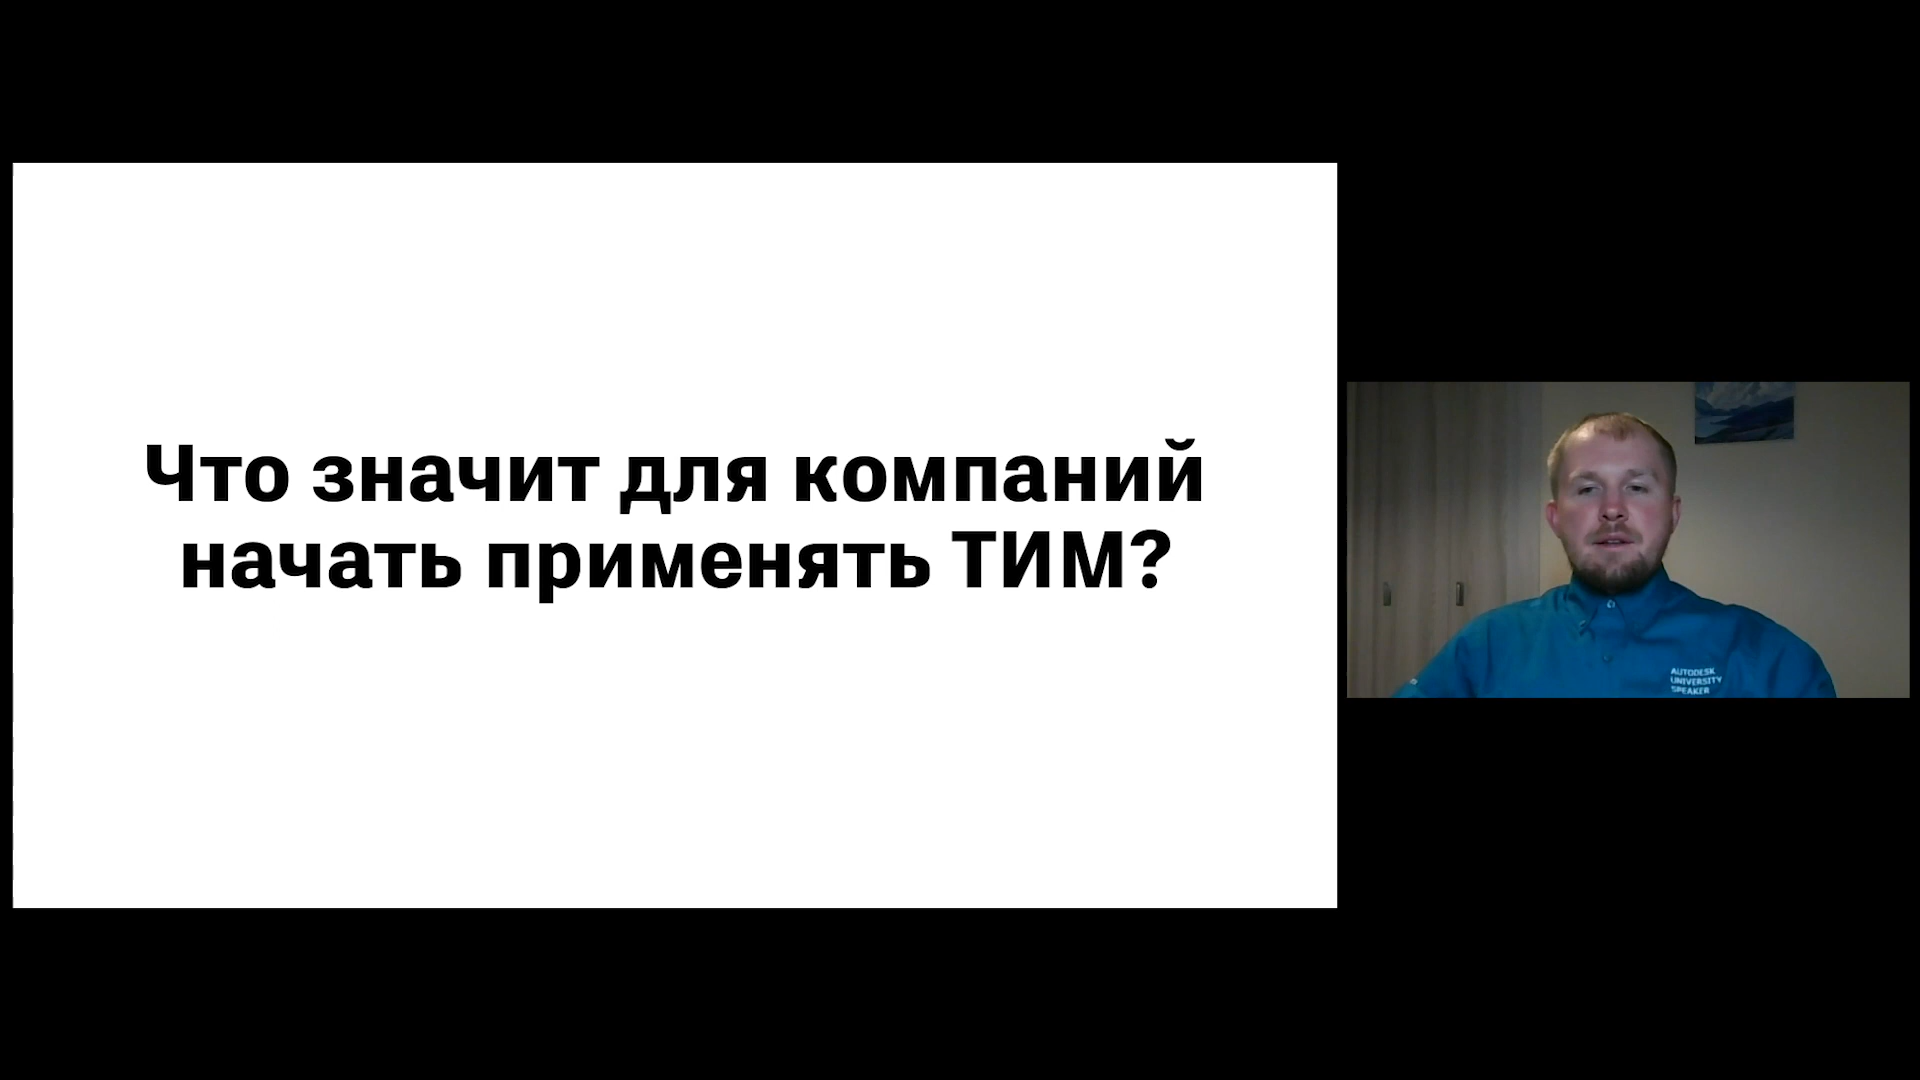 Что значит для компаний
начать применять ТИМ?
AUTODESK
UNIVERSITY
SPEAKER